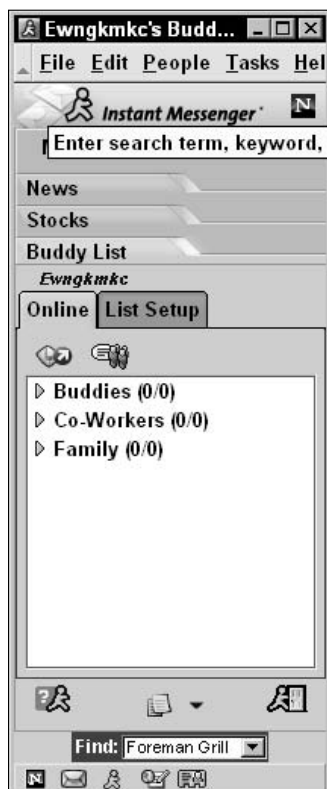 Ewngkmkc's Budd...
File Edit People Tasks Hel
Instant Messenger
N
Enter search term, keyword,
News
Stocks
Buddy List
Ewngkmkc
Online List Setup
Buddies (0/0)
Co-Workers (0/0)
Family (0/0)
Find: Foreman Grill
N